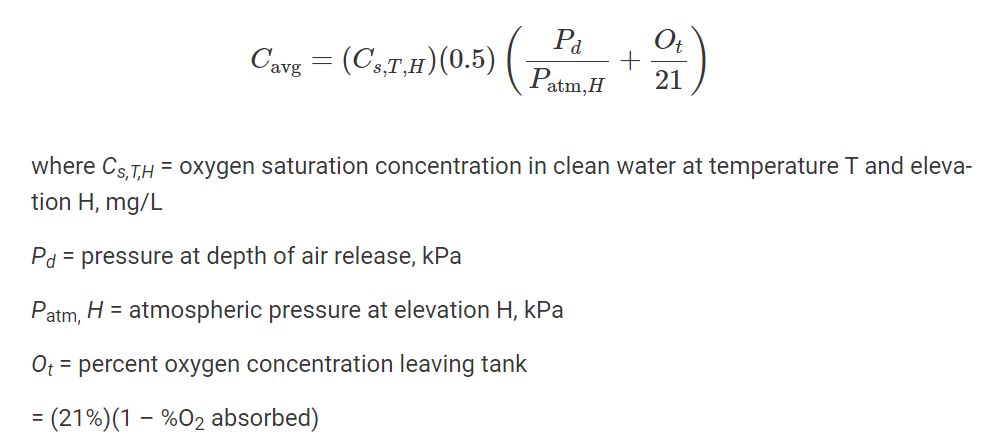 C_avg = (C_s,T,H)(0.5) (P_d/P_atm,H + O_t/21)
where C_s,T,H = oxygen saturation concentration in clean water at temperature T and eleva-
tion H, mg/L
P_d = pressure at depth of air release, kPa
P_atm, H = atmospheric pressure at elevation H, kPa
O_t = percent oxygen concentration leaving tank
= (21%)(1 – %O₂ absorbed)